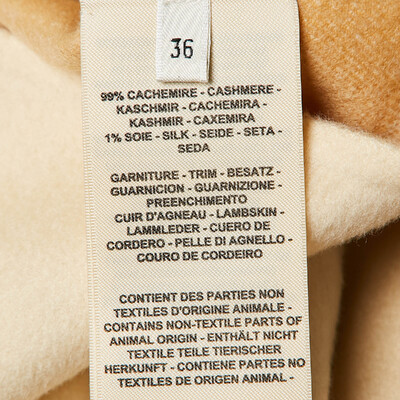 36
99% CACHEMIRE - CASHMERE -
KASCHMIR - CACHEMIRA -
KASHMIR - CAXEMIRA
1% SOIE - SILK - SEIDE - SETA -
SEDA
GARNITURE - TRIM - BESATZ -
GUARNICION - GUARNIZIONE -
PREENCHIMENTO
CUIR D'AGNEAU - LAMBSKIN -
LAMMLEDER - CUERO DE
CORDERO - PELLE DI AGNELLO -
COURO DE CORDEIRO
CONTIENT DES PARTIES NON
TEXTILES D'ORIGINE ANIMALE -
CONTAINS NON-TEXTILE PARTS OF
ANIMAL ORIGIN - ENTHÄLT NICHT
TEXTILE TEILE TIERISCHER
HERKUNFT - CONTIENE PARTES NO
TEXTILES DE ORIGEN ANIMAL -